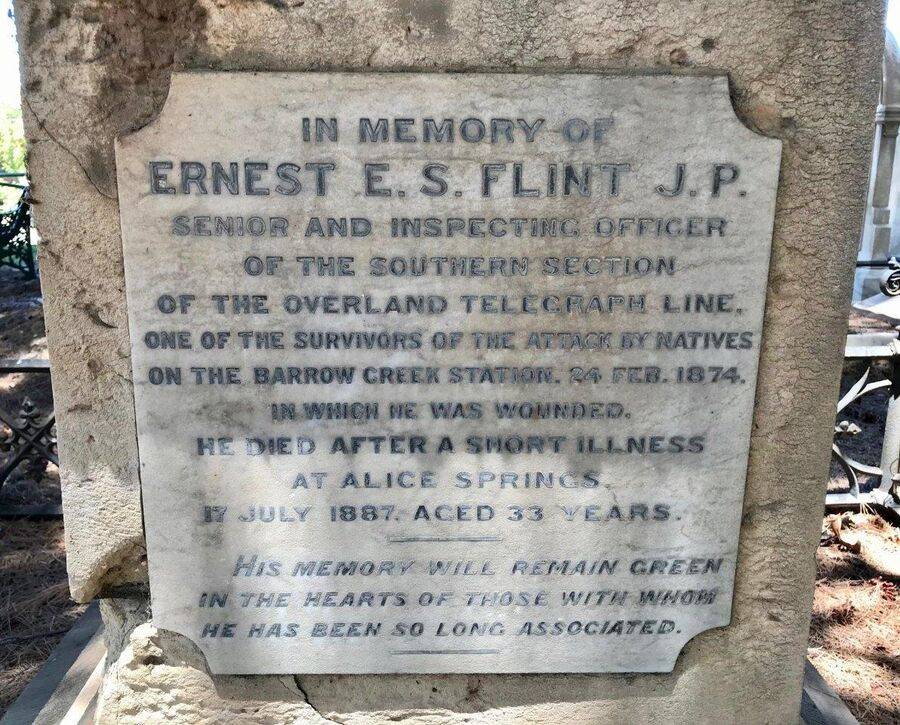 IN MEMORY OF
ERNEST E. S. FLINT J. P.
SENIOR AND INSPECTING OFFICER
OF THE SOUTHERN SECTION
OF THE OVERLAND TELEGRAPH LINE,
ONE OF THE SURVIVORS OF THE ATTACK BY NATIVES
ON THE BARROW CREEK STATION, 24 FEB. 1874,
IN WHICH HE WAS WOUNDED.
HE DIED AFTER A SHORT ILLNESS
AT ALICE SPRINGS,
17 JULY 1887, AGED 33 YEARS.
HIS MEMORY WILL REMAIN GREEN
IN THE HEARTS OF THOSE WITH WHOM
HE HAS BEEN SO LONG ASSOCIATED.